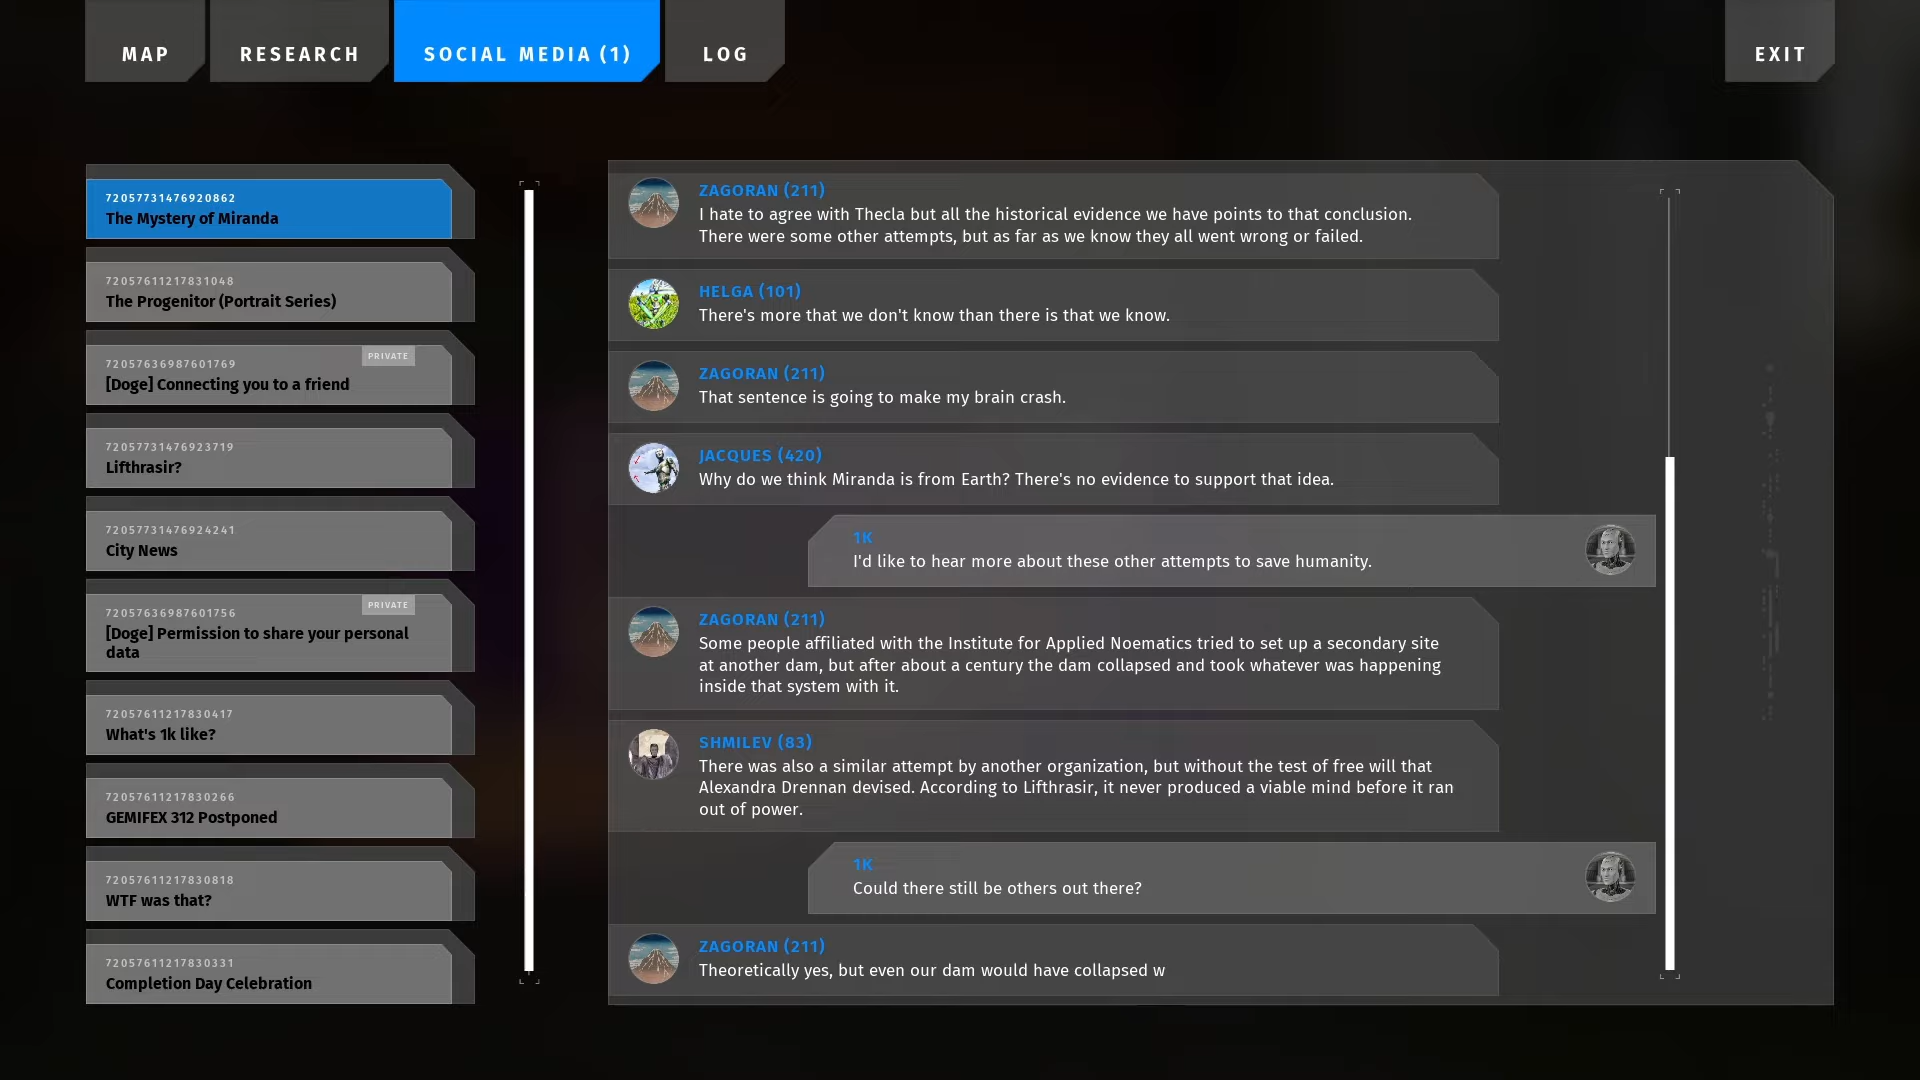 MAP
RESEARCH
SOCIAL MEDIA (1)
LOG
EXIT
72057731476920862
The Mystery of Miranda
72057611217831048
The Progenitor (Portrait Series)
PRIVATE
72057636987601769
[Doge] Connecting you to a friend
72057731476923719
Lifthrasir?
72057731476924241
City News
PRIVATE
72057636987601756
[Doge] Permission to share your personal
data
72057611217830417
What's 1k like?
72057611217830266
GEMIFEX 312 Postponed
72057611217830818
WTF was that?
72057611217830331
Completion Day Celebration
ZAGORAN (211)
I hate to agree with Thecla but all the historical evidence we have points to that conclusion.
There were some other attempts, but as far as we know they all went wrong or failed.
HELGA (101)
There's more that we don't know than there is that we know.
ZAGORAN (211)
That sentence is going to make my brain crash.
JACQUES (420)
Why do we think Miranda is from Earth? There's no evidence to support that idea.
1K
I'd like to hear more about these other attempts to save humanity.
ZAGORAN (211)
Some people affiliated with the Institute for Applied Noematics tried to set up a secondary site
at another dam, but after about a century the dam collapsed and took whatever was happening
inside that system with it.
SHMILEV (83)
There was also a similar attempt by another organization, but without the test of free will that
Alexandra Drennan devised. According to Lifthrasir, it never produced a viable mind before it ran
out of power.
1K
Could there still be others out there?
ZAGORAN (211)
Theoretically yes, but even our dam would have collapsed w